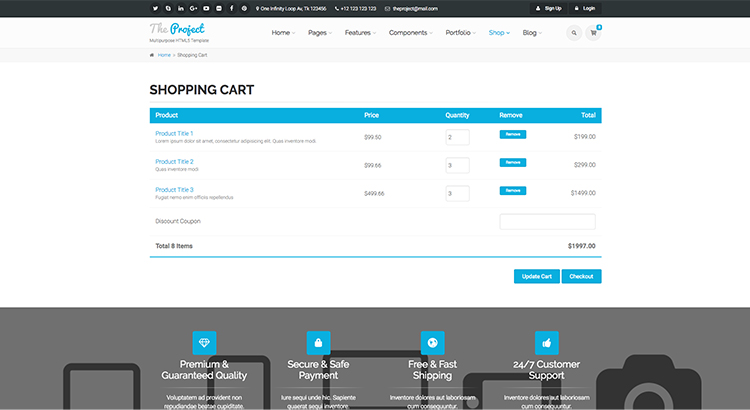 One Infinity Loop Av, Tk 123456 +12 123 123 123 theproject@mail.com Sign Up Login
The Project
Multipurpose HTML5 Template
Home Pages Features Components Portfolio Shop Blog 8
Home > Shopping Cart
SHOPPING CART
Product Price Quantity Remove Total
Product Title 1
Lorem ipsum dolor sit amet, consectetur adipisicing elit. Quas inventore modi
$99.50 2 Remove $199.00
Product Title 2
Quas inventore modi
$99.66 3 Remove $299.00
Product Title 3
Fugiat nemo enim officiis repellendus
$499.66 3 Remove $1499.00
Discount Coupon
Total 8 Items $1997.00
Update Cart Checkout
Premium &
Guaranteed Quality
Voluptatem ad provident non
repudiandae beatae cupiditate.
Secure & Safe
Payment
Iure sequi unde hic. Sapiente
quaerat sequi inventore.
Free & Fast
Shipping
Inventore dolores aut laboriosam
cum consequuntur.
24/7 Customer
Support
Inventore dolores aut laboriosam
cum consequuntur.